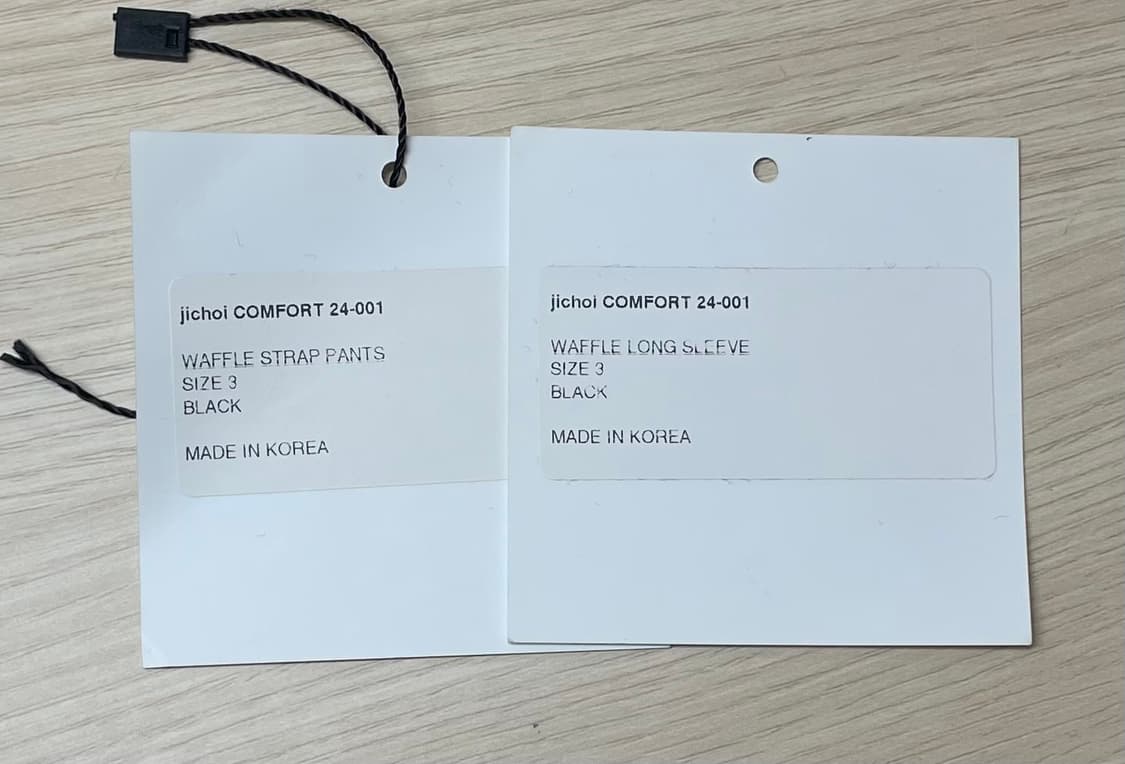 jichoi COMFORT 24-001
WAFFLE STRAP PANTS
SIZE 3
BLACK
MADE IN KOREA
jichoi COMFORT 24-001
WAFFLE LONG SLEEVE
SIZE 3
BLACK
MADE IN KOREA